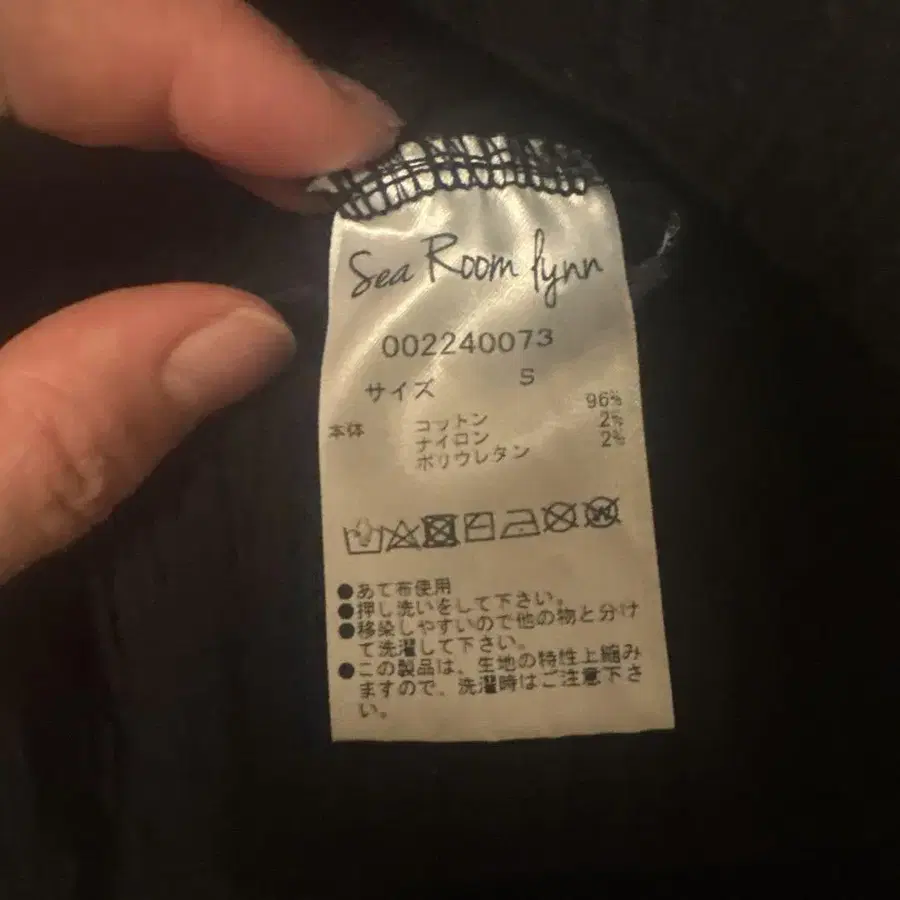 Sea Room lynn
002240073
サイズ S
本体 コットン 96%
ナイロン 2%
ポリウレタン 2%
●あて布使用
●押し洗いをして下さい。
●移染しやすいので他の物と分け
て洗濯して下さい。
●この製品は、生地の特性上縮み
ますので、洗濯時はご注意下さ
い。